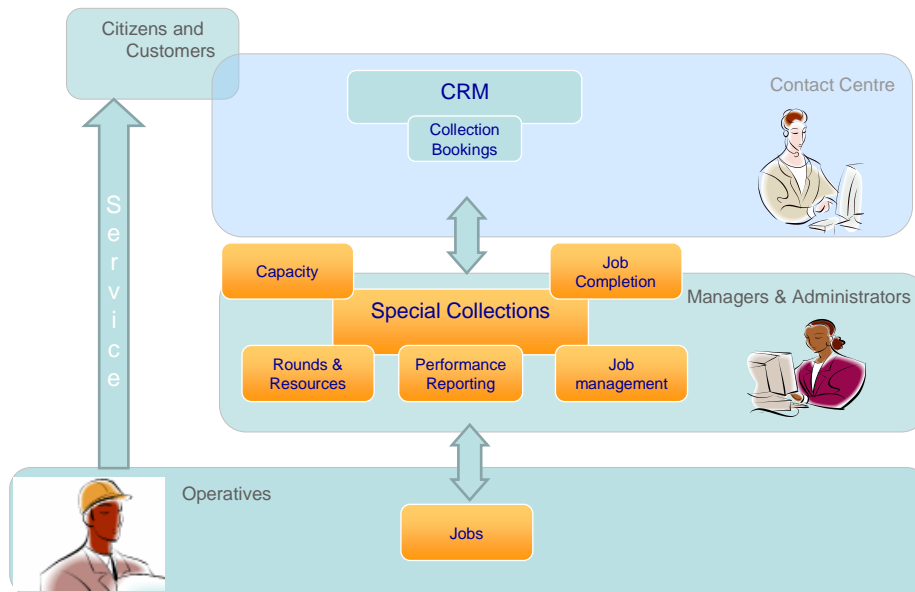 Citizens and
Customers
Contact Centre
CRM
Collection
Bookings
Service
Capacity
Job
Completion
Managers & Administrators
Special Collections
Rounds &
Resources
Performance
Reporting
Job
management
Operatives
Jobs